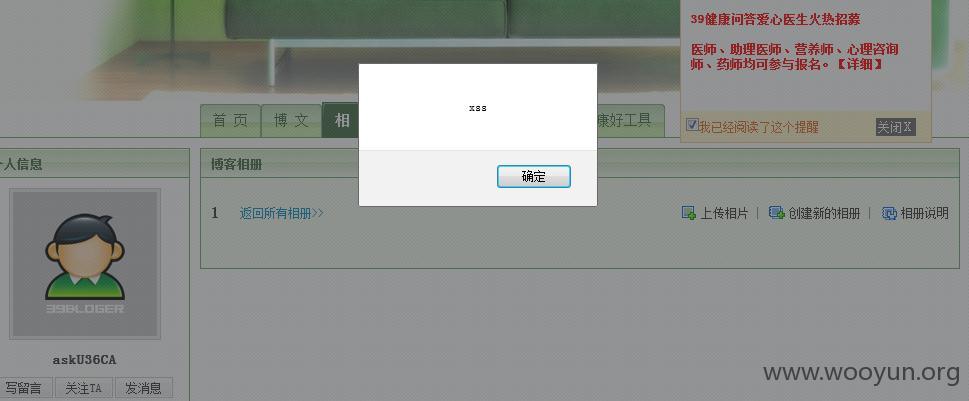 39健康问答爱心医生火热招募
医师、助理医师、营养师、心理咨询
师、药师均可参与报名。【详细】
我已经阅读了这个提醒 关闭X
首 页 博 文 相 康好工具
xss
确定
个人信息
博客相册
1 返回所有相册>> 上传相片 | 创建新的相册 | 相册说明
39BLOGER
askU36CA
写留言 关注TA 发消息
www.wooyun.org